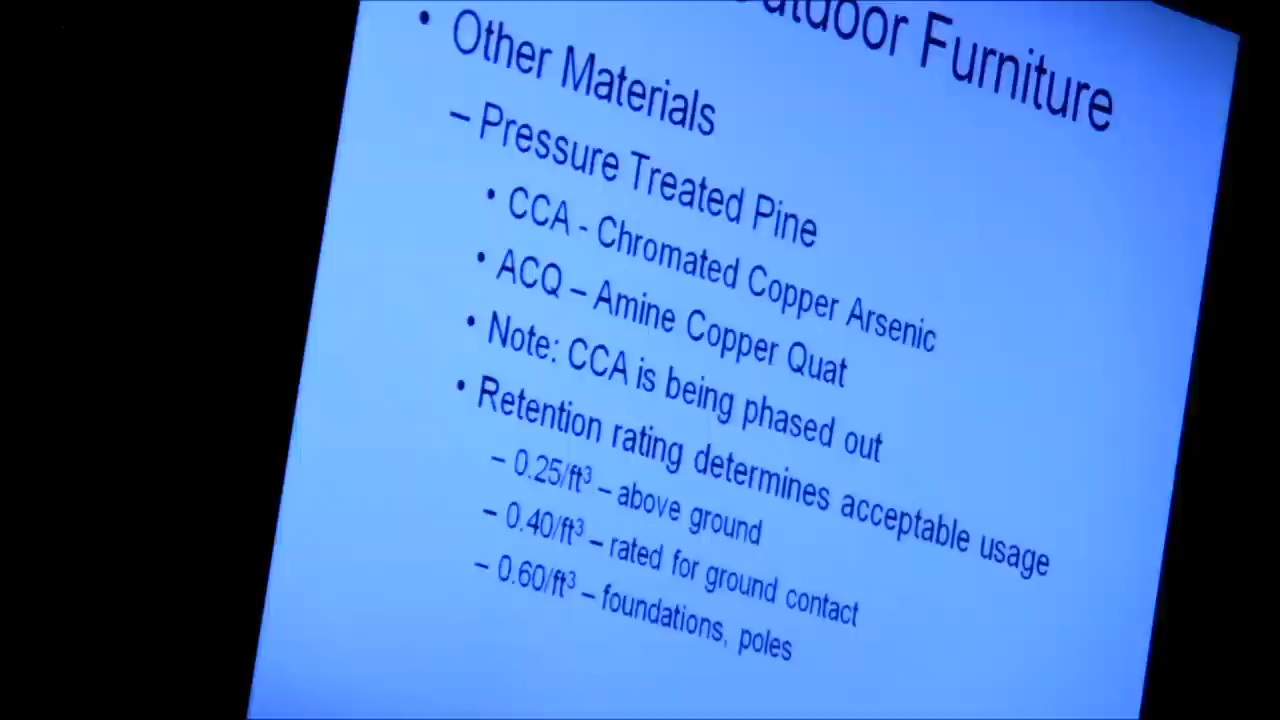 Outdoor Furniture
• Other Materials
– Pressure Treated Pine
• CCA - Chromated Copper Arsenic
• ACQ – Amine Copper Quat
• Note: CCA is being phased out
• Retention rating determines acceptable usage
– 0.25/ft³ – above ground
– 0.40/ft³ – rated for ground contact
– 0.60/ft³ – foundations, poles